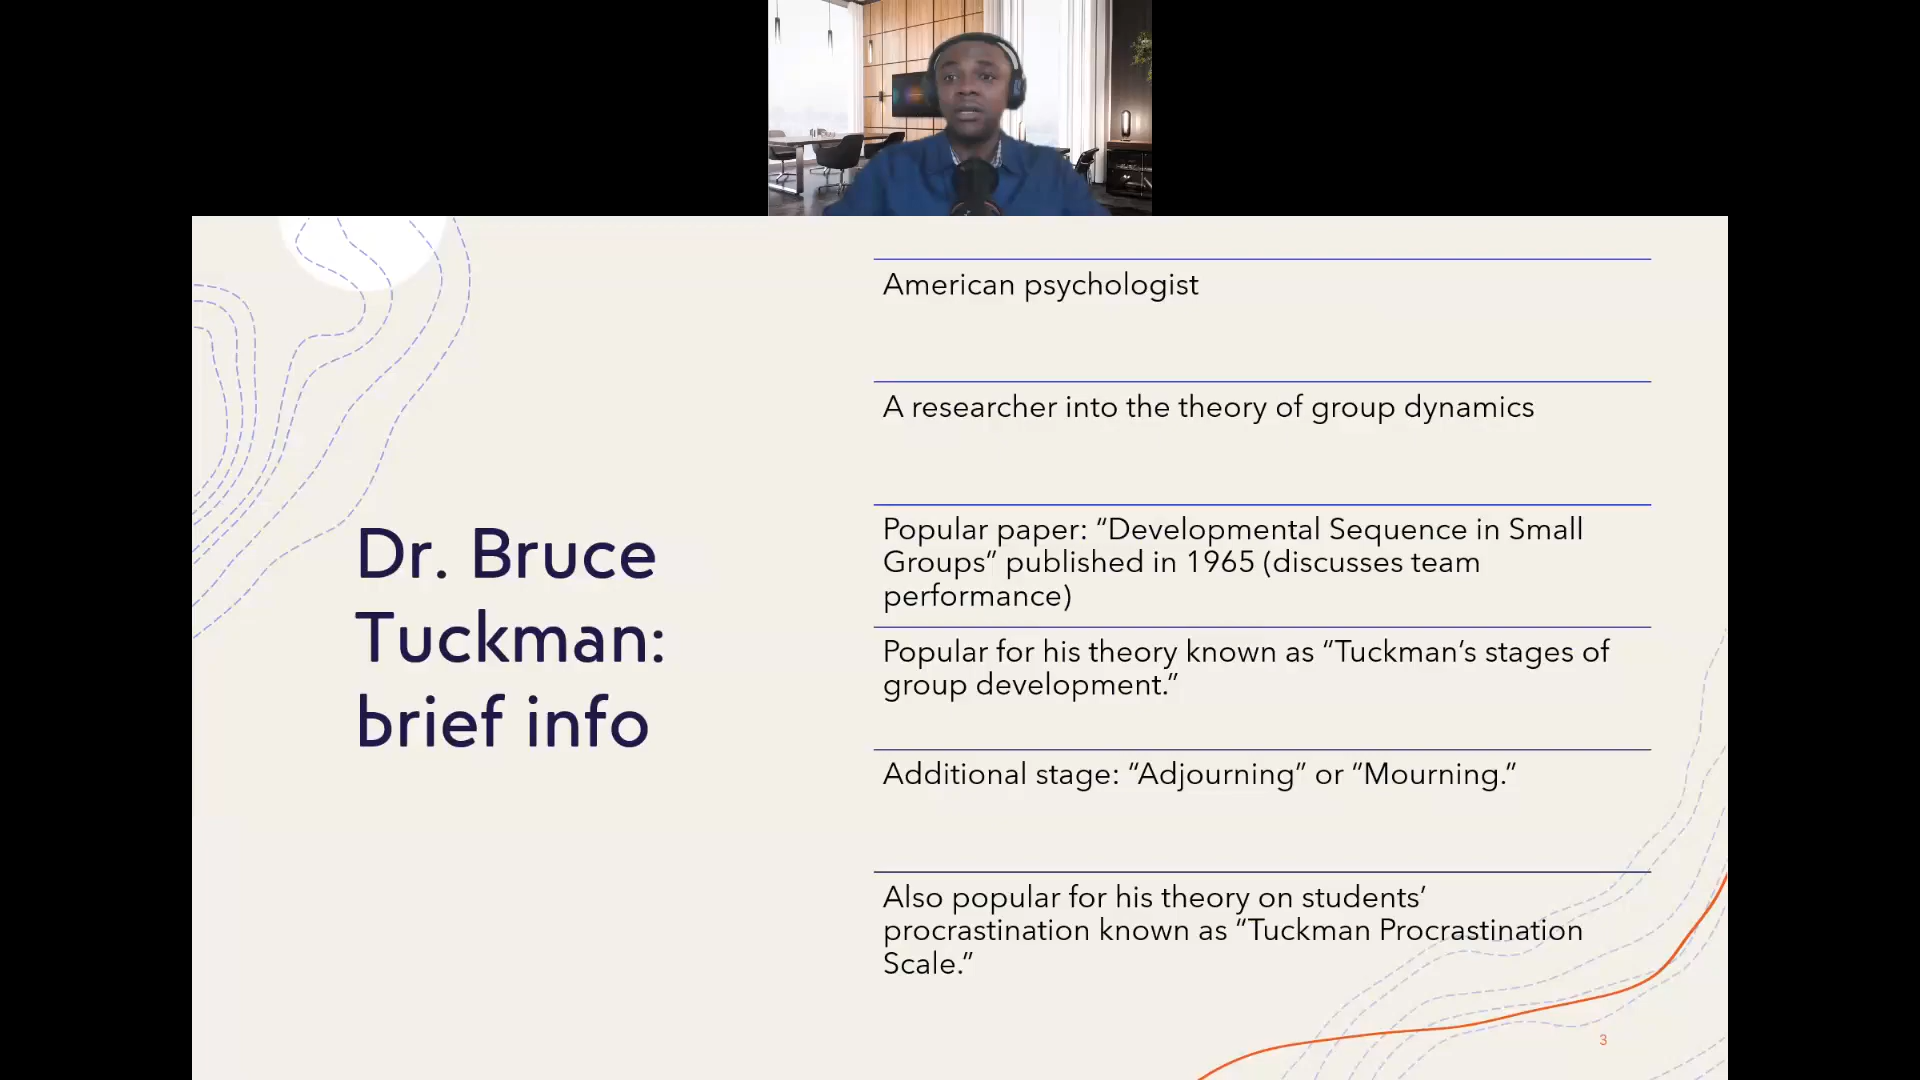 Dr. Bruce
Tuckman:
brief info
American psychologist
A researcher into the theory of group dynamics
Popular paper: “Developmental Sequence in Small
Groups” published in 1965 (discusses team
performance)
Popular for his theory known as “Tuckman’s stages of
group development.”
Additional stage: “Adjourning” or “Mourning.”
Also popular for his theory on students’
procrastination known as “Tuckman Procrastination
Scale.”
3